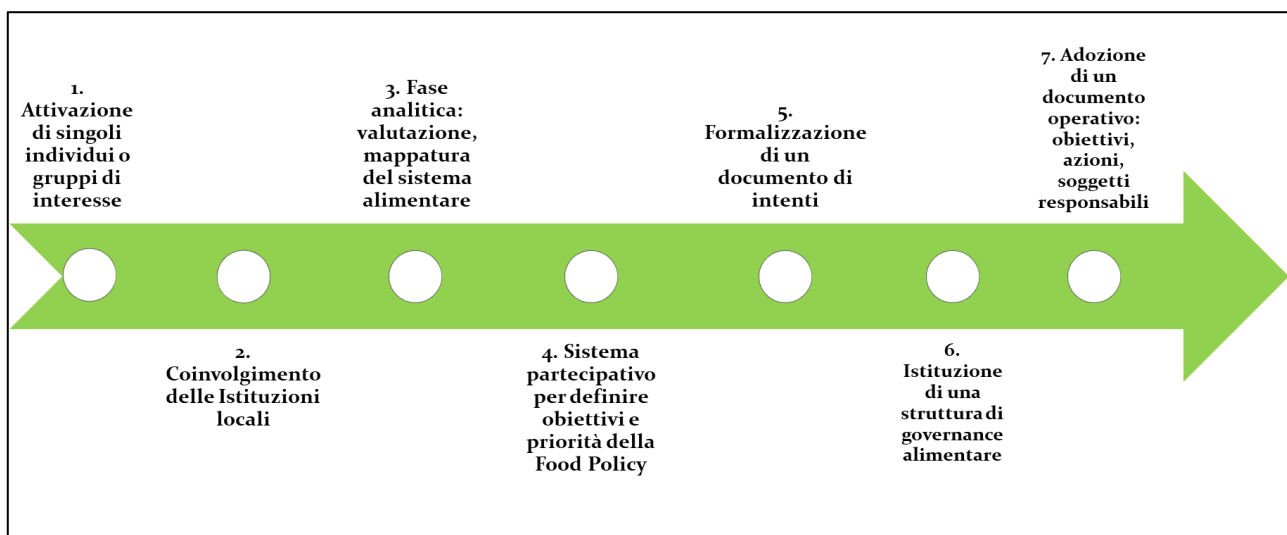 1.
Attivazione
di singoli
individui o
gruppi di
interesse
2.
Coinvolgimento
delle Istituzioni
locali
3. Fase
analitica:
valutazione,
mappatura
del sistema
alimentare
4. Sistema
partecipativo
per definire
obiettivi e
priorità della
Food Policy
5.
Formalizzazione
di un
documento di
intenti
6.
Istituzione
di una
struttura di
governance
alimentare
7. Adozione
di un
documento
operativo:
obiettivi,
azioni,
soggetti
responsabili